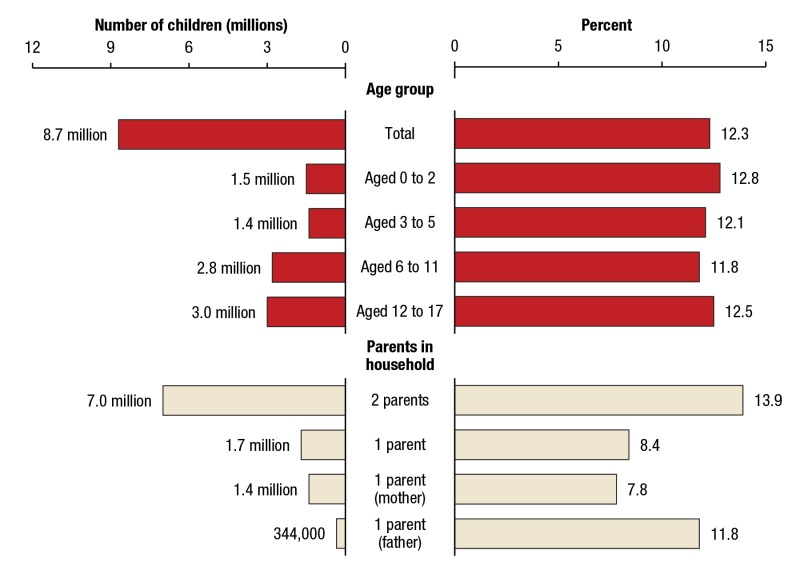 Number of children (millions) Percent
12 9 6 3 0 0 5 10 15
Age group
8.7 million Total 12.3
1.5 million Aged 0 to 2 12.8
1.4 million Aged 3 to 5 12.1
2.8 million Aged 6 to 11 11.8
3.0 million Aged 12 to 17 12.5
Parents in
household
7.0 million 2 parents 13.9
1.7 million 1 parent 8.4
1.4 million 1 parent 7.8
(mother)
344,000 1 parent 11.8
(father)